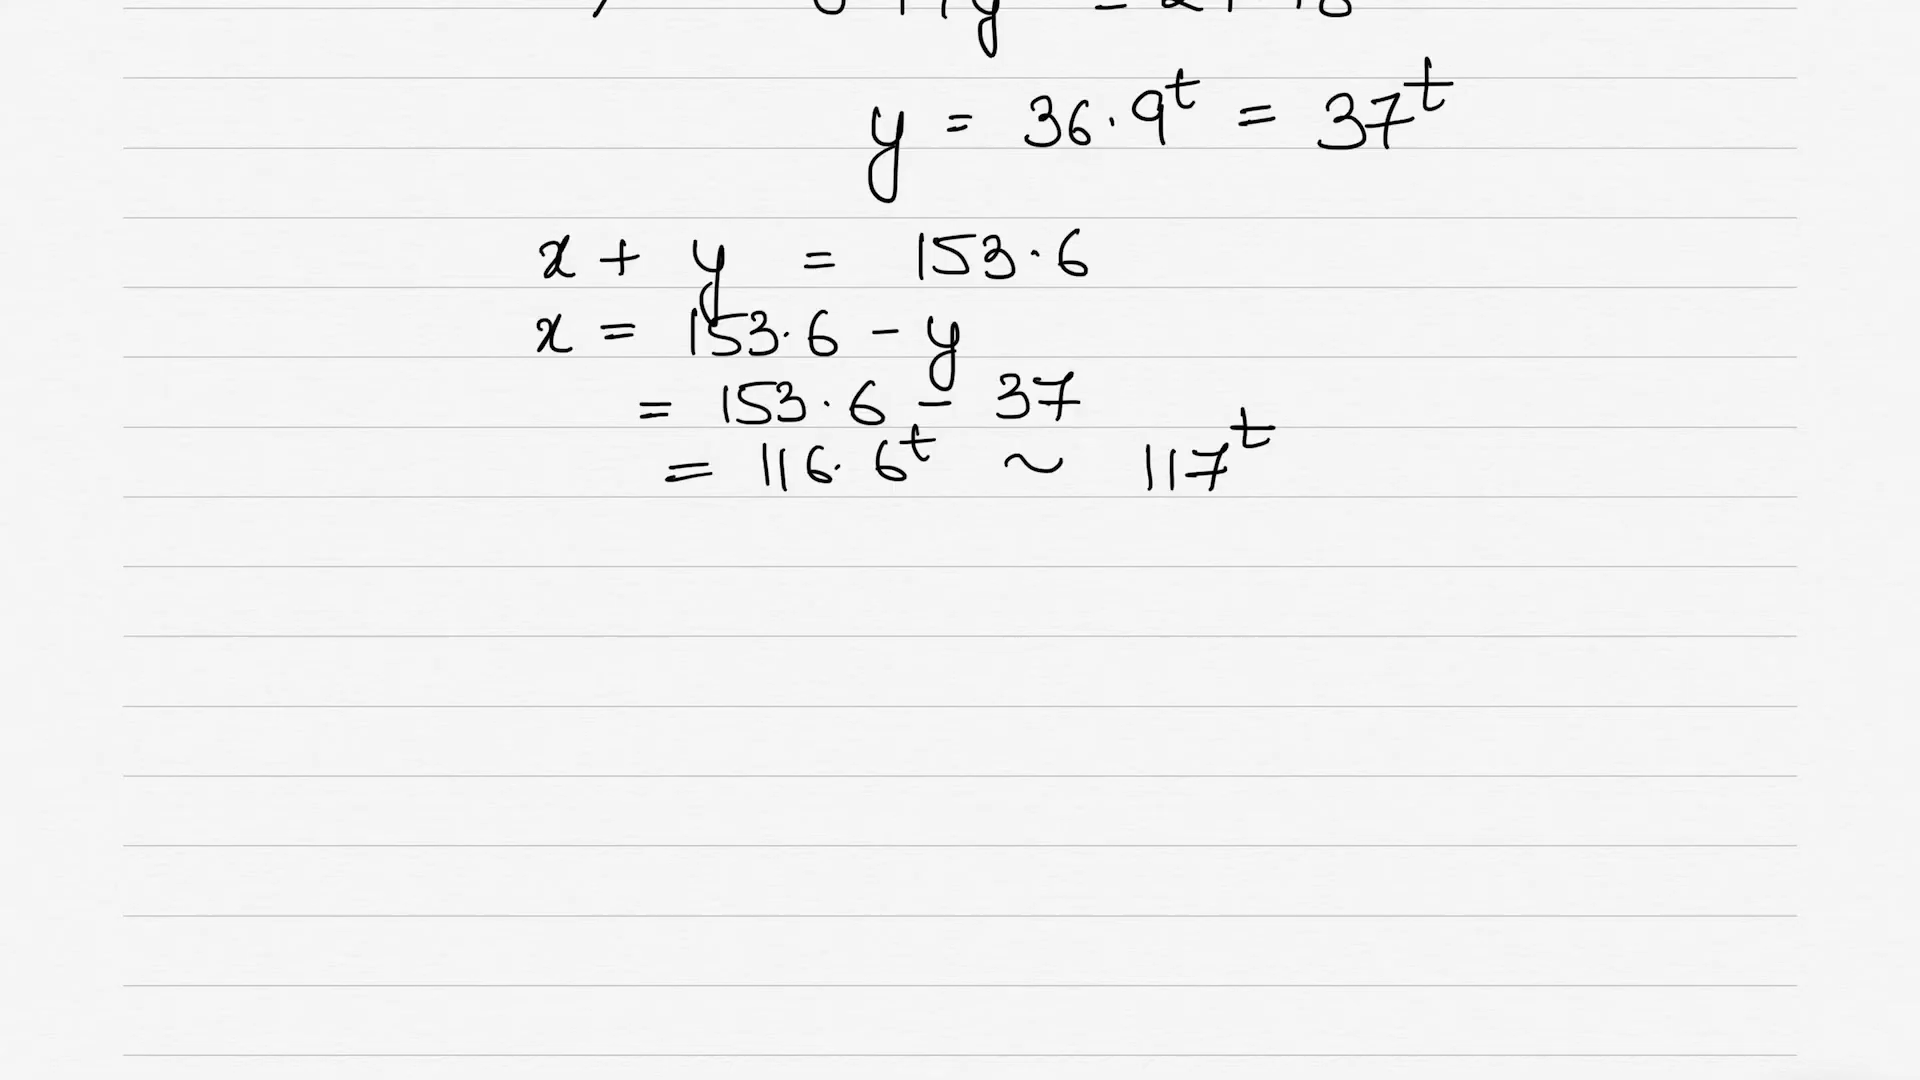 y = 36.9^t = 37^t
x + y = 153.6
x = 153.6 - y
= 153.6 - 37
= 116.6^t ~ 117^t